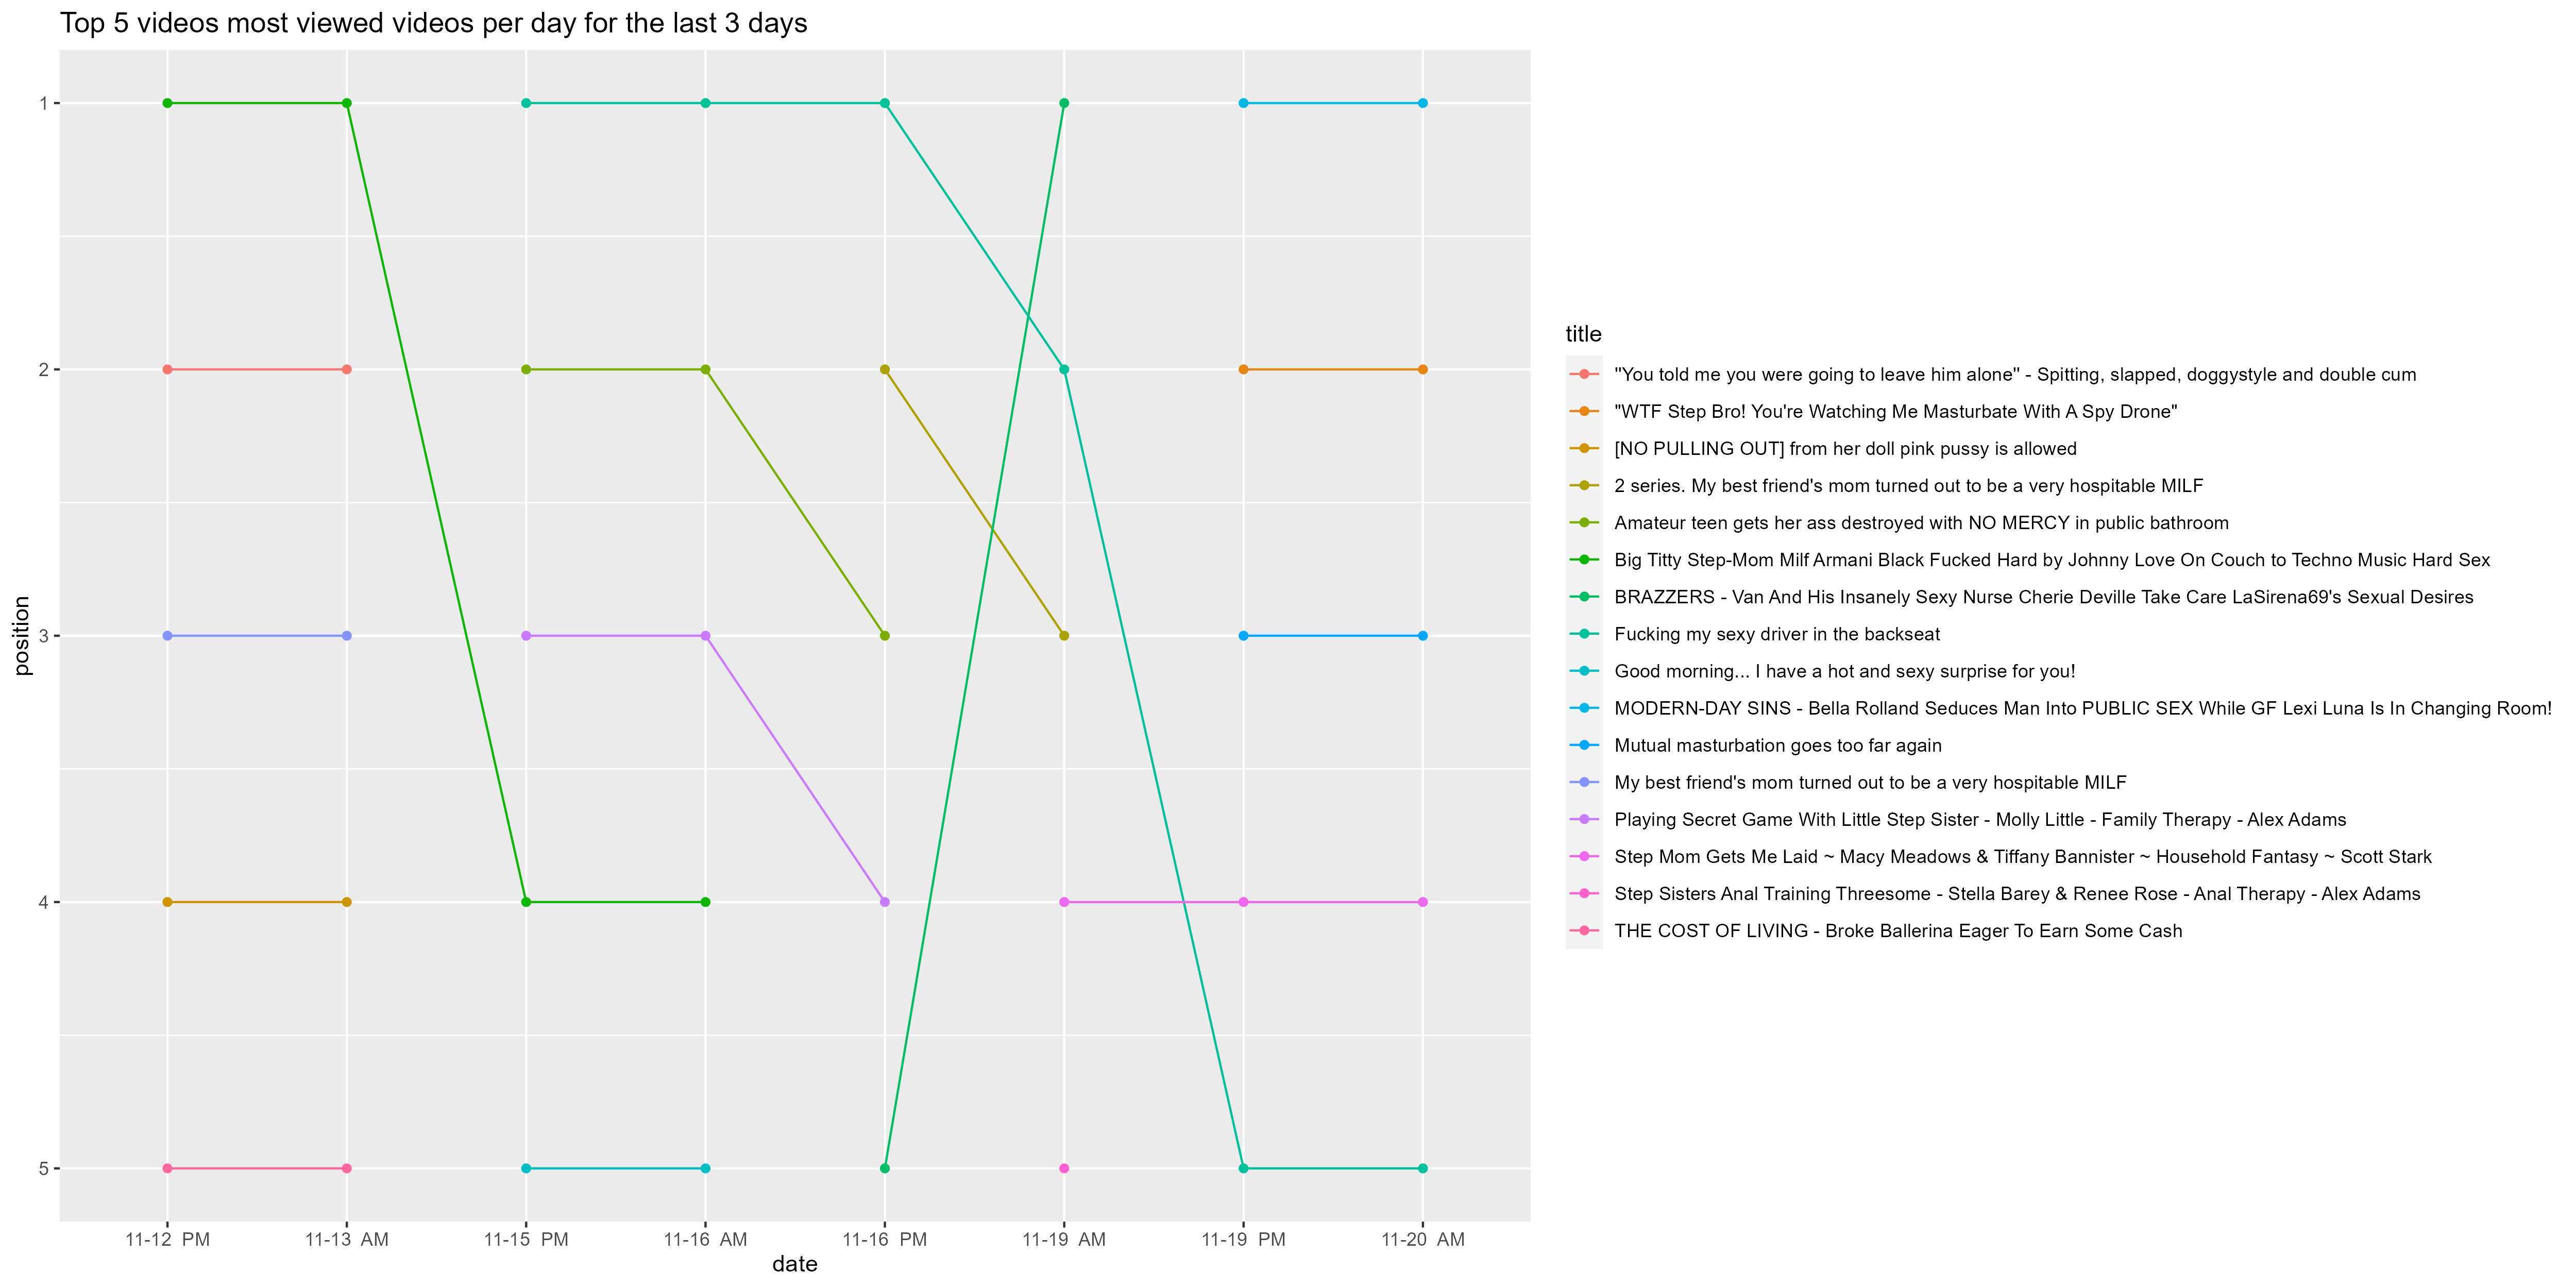 Top 5 videos most viewed videos per day for the last 3 days
1
2
3
4
5
position
11-12 PM
11-13 AM
11-15 PM
11-16 AM
11-16 PM
11-19 AM
11-19 PM
11-20 AM
date
title
"You told me you were going to leave him alone" - Spitting, slapped, doggystyle and double cum
"WTF Step Bro! You're Watching Me Masturbate With A Spy Drone"
[NO PULLING OUT] from her doll pink pussy is allowed
2 series. My best friend's mom turned out to be a very hospitable MILF
Amateur teen gets her ass destroyed with NO MERCY in public bathroom
Big Titty Step-Mom Milf Armani Black Fucked Hard by Johnny Love On Couch to Techno Music Hard Sex
BRAZZERS - Van And His Insanely Sexy Nurse Cherie Deville Take Care LaSirena69's Sexual Desires
Fucking my sexy driver in the backseat
Good morning... I have a hot and sexy surprise for you!
MODERN-DAY SINS - Bella Rolland Seduces Man Into PUBLIC SEX While GF Lexi Luna Is In Changing Room!
Mutual masturbation goes too far again
My best friend's mom turned out to be a very hospitable MILF
Playing Secret Game With Little Step Sister - Molly Little - Family Therapy - Alex Adams
Step Mom Gets Me Laid ~ Macy Meadows & Tiffany Bannister ~ Household Fantasy ~ Scott Stark
Step Sisters Anal Training Threesome - Stella Barey & Renee Rose - Anal Therapy - Alex Adams
THE COST OF LIVING - Broke Ballerina Eager To Earn Some Cash